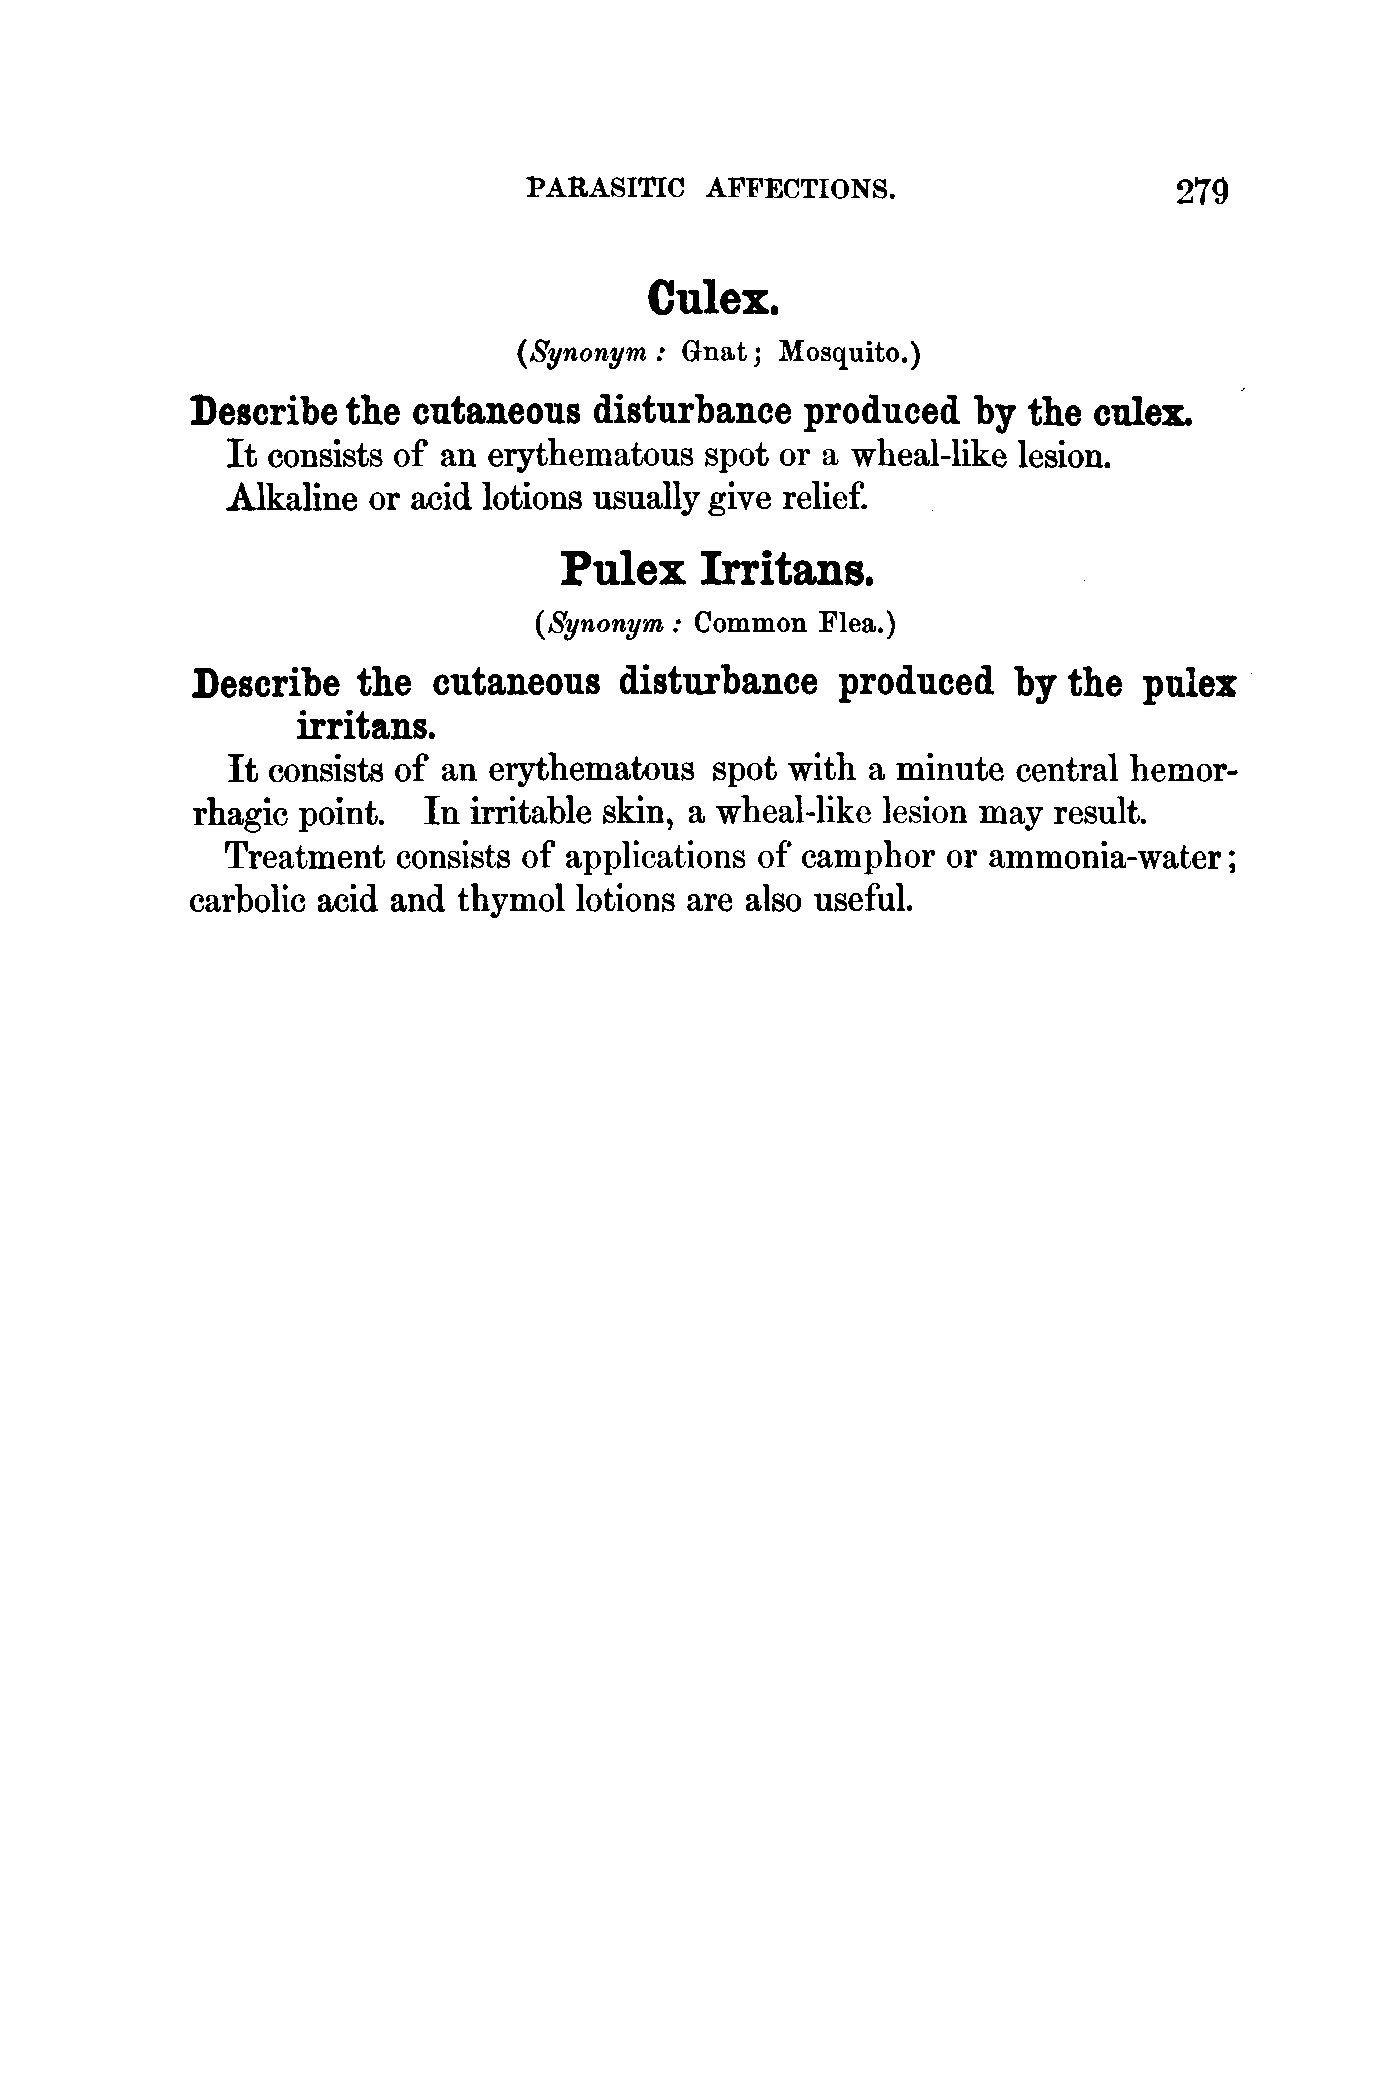 PARASITIC AFFECTIONS. 279
Culex.
(Synonym : Gnat; Mosquito.)
Describe the cutaneous disturbance produced by the culex.
It consists of an erythematous spot or a wheal-like lesion.
Alkaline or acid lotions usually give relief.
Pulex Irritans.
(Synonym : Common Flea.)
Describe the cutaneous disturbance produced by the pulex
irritans.
It consists of an erythematous spot with a minute central hemor-
rhagic point. In irritable skin, a wheal-like lesion may result.
Treatment consists of applications of camphor or ammonia-water;
carbolic acid and thymol lotions are also useful.